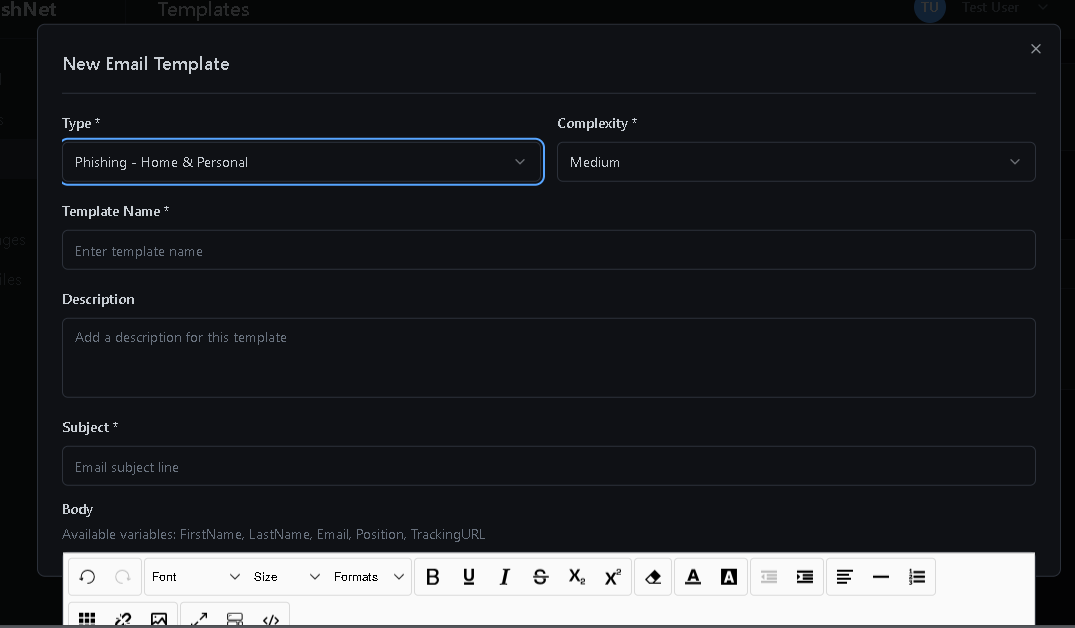 shNet
Templates
TU
Test User
New Email Template
Type *
Complexity *
Phishing - Home & Personal
Medium
Template Name *
Enter template name
Description
Add a description for this template
Subject *
Email subject line
Body
Available variables: FirstName, LastName, Email, Position, TrackingURL
Font
Size
Formats
B U I S X₂ X² A A